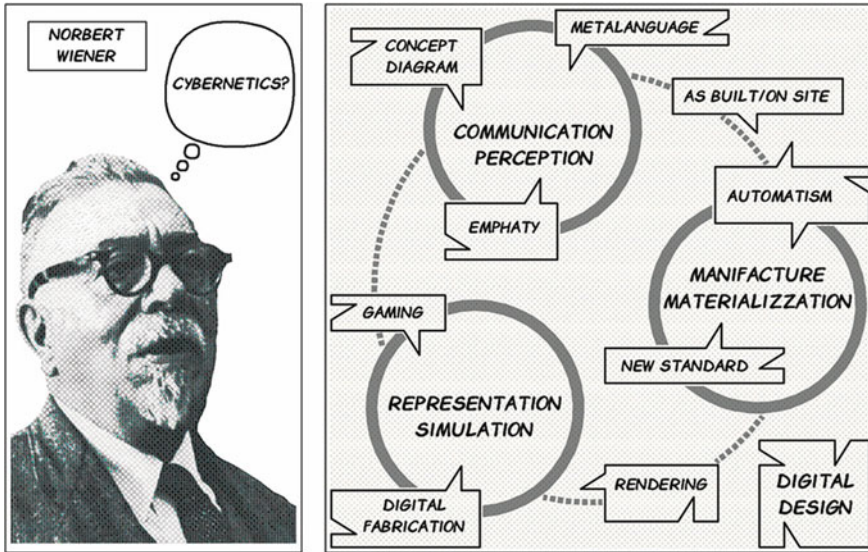 NORBERT
WIENER
CYBERNETICS?
CONCEPT
DIAGRAM
METALANGUAGE
AS BUILT/ON SITE
COMMUNICATION
PERCEPTION
EMPHATY
AUTOMATISM
MANIFACTURE
MATERIALIZZATION
GAMING
NEW STANDARD
REPRESENTATION
SIMULATION
DIGITAL
FABRICATION
RENDERING
DIGITAL
DESIGN